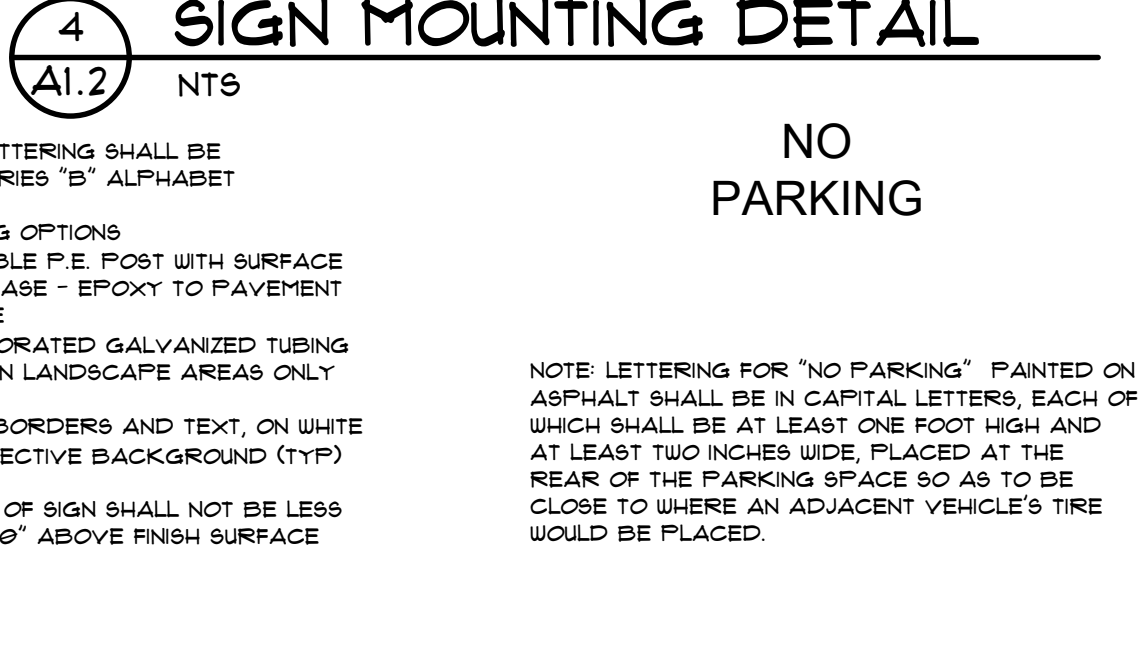 4
SIGN MOUNTING DETAIL
A1.2
NTS
TTERING SHALL BE
RIES "B" ALPHABET
G OPTIONS
BLE P.E. POST WITH SURFACE
ASE - EPOXY TO PAVEMENT
E
ORATED GALVANIZED TUBING
N LANDSCAPE AREAS ONLY
BORDERS AND TEXT, ON WHITE
ECTIVE BACKGROUND (TYP)
OF SIGN SHALL NOT BE LESS
0" ABOVE FINISH SURFACE
NO
PARKING
NOTE: LETTERING FOR "NO PARKING" PAINTED ON
ASPHALT SHALL BE IN CAPITAL LETTERS, EACH OF
WHICH SHALL BE AT LEAST ONE FOOT HIGH AND
AT LEAST TWO INCHES WIDE, PLACED AT THE
REAR OF THE PARKING SPACE SO AS TO BE
CLOSE TO WHERE AN ADJACENT VEHICLE'S TIRE
WOULD BE PLACED.